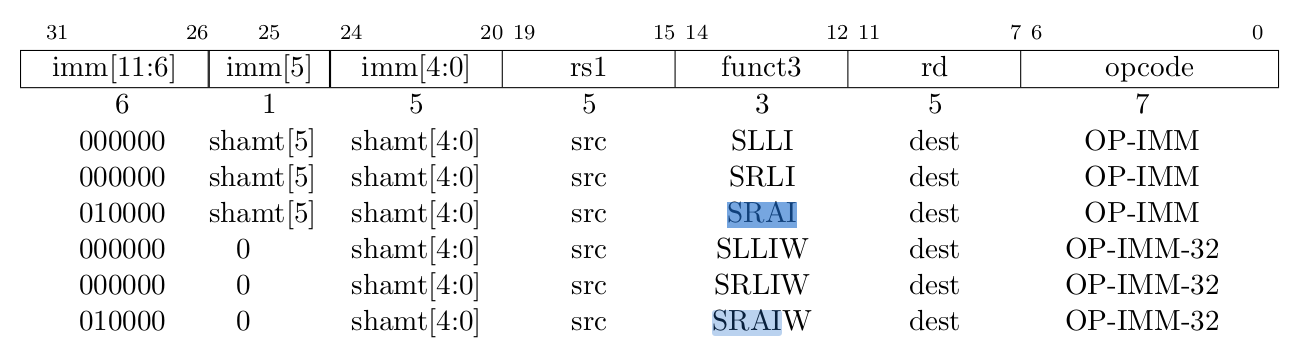 31 26 25 24 20 19 15 14 12 11 7 6 0
imm[11:6] imm[5] imm[4:0] rs1 funct3 rd opcode
6 1 5 5 3 5 7
000000 shamt[5] shamt[4:0] src SLLI dest OP-IMM
000000 shamt[5] shamt[4:0] src SRLI dest OP-IMM
010000 shamt[5] shamt[4:0] src SRAI dest OP-IMM
000000 0 shamt[4:0] src SLLIW dest OP-IMM-32
000000 0 shamt[4:0] src SRLIW dest OP-IMM-32
010000 0 shamt[4:0] src SRAIW dest OP-IMM-32